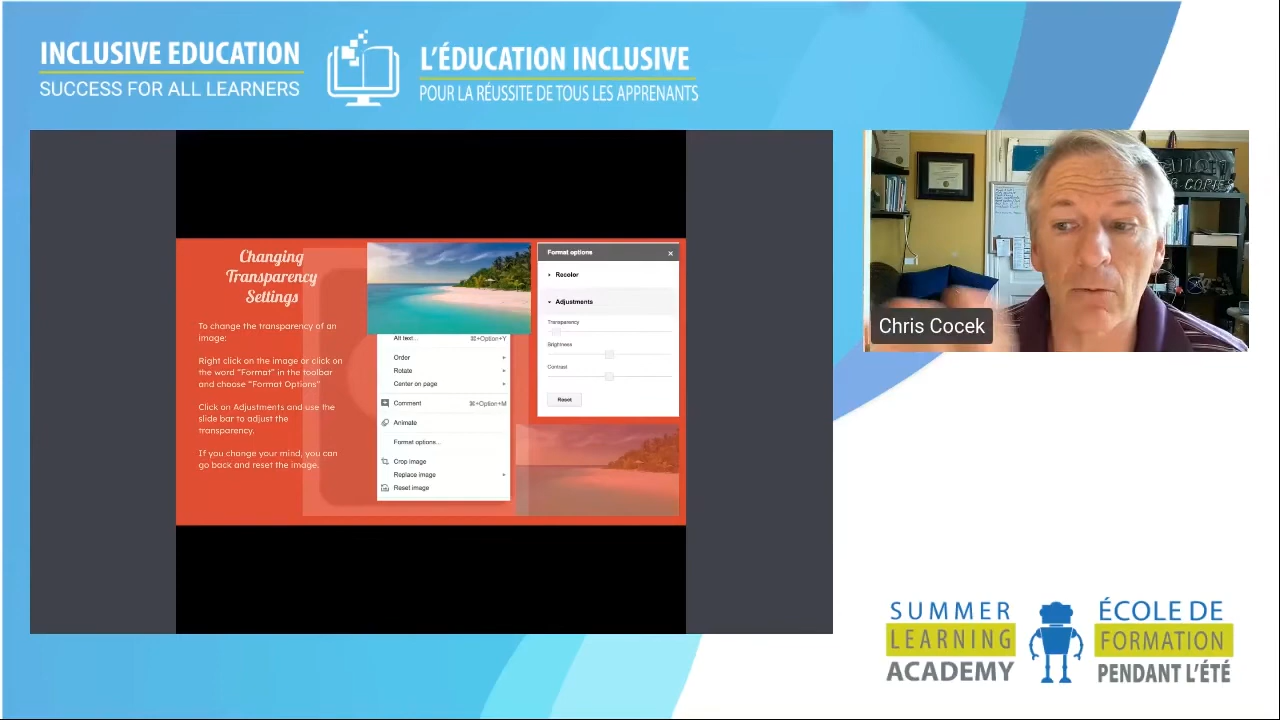 INCLUSIVE EDUCATION
SUCCESS FOR ALL LEARNERS
L'ÉDUCATION INCLUSIVE
POUR LA RÉUSSITE DE TOUS LES APPRENANTS
Changing
Transparency
Settings
To change the transparency of an
image:
Right click on the image or click on
the word "Format" in the toolbar
and choose "Format Options"
Click on Adjustments and use the
slide bar to adjust the
transparency.
If you change your mind, you can
go back and reset the image.
Alt text... ⌘+Option+Y
Order
Rotate
Center on page
Comment ⌘+Option+M
Animate
Format options...
Crop image
Replace image
Reset image
Format options
Recolor
Adjustments
Transparency
Brightness
Contrast
Reset
COPIES
Chris Cocek
SUMMER
LEARNING
ACADEMY
ÉCOLE DE
FORMATION
PENDANT L'ÉTÉ